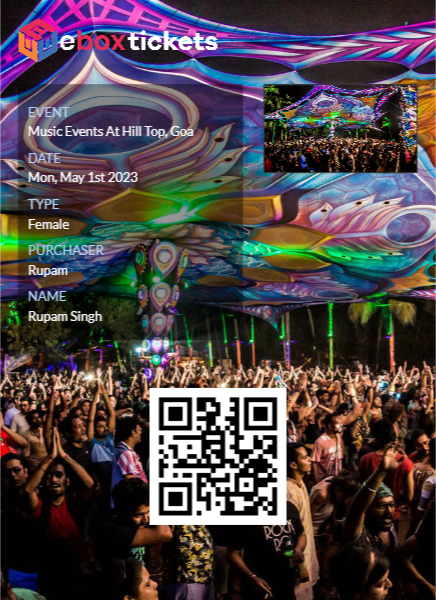 eboxtickets
EVENT
Music Events At Hill Top, Goa
DATE
Mon, May 1st 2023
TYPE
Female
PURCHASER
Rupam
NAME
Rupam Singh
ROCK